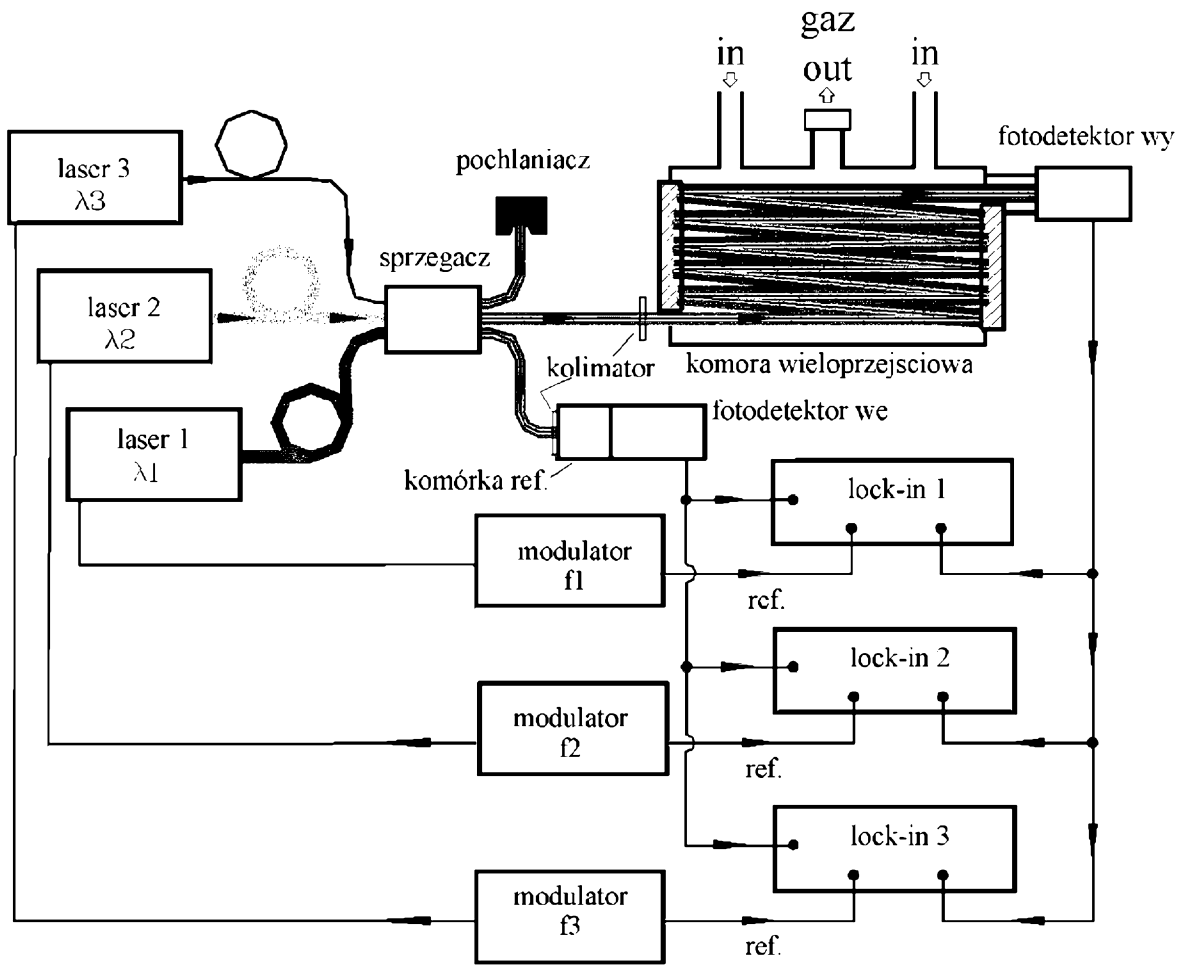 gaz
in
out
in
fotodetektor wy
laser 3
λ3
pochlaniacz
sprzegacz
laser 2
λ2
kolimator
komora wieloprzejsciowa
fotodetektor we
laser 1
λ1
komórka ref.
lock-in 1
modulator
f1
ref.
lock-in 2
modulator
f2
ref.
lock-in 3
modulator
f3
ref.